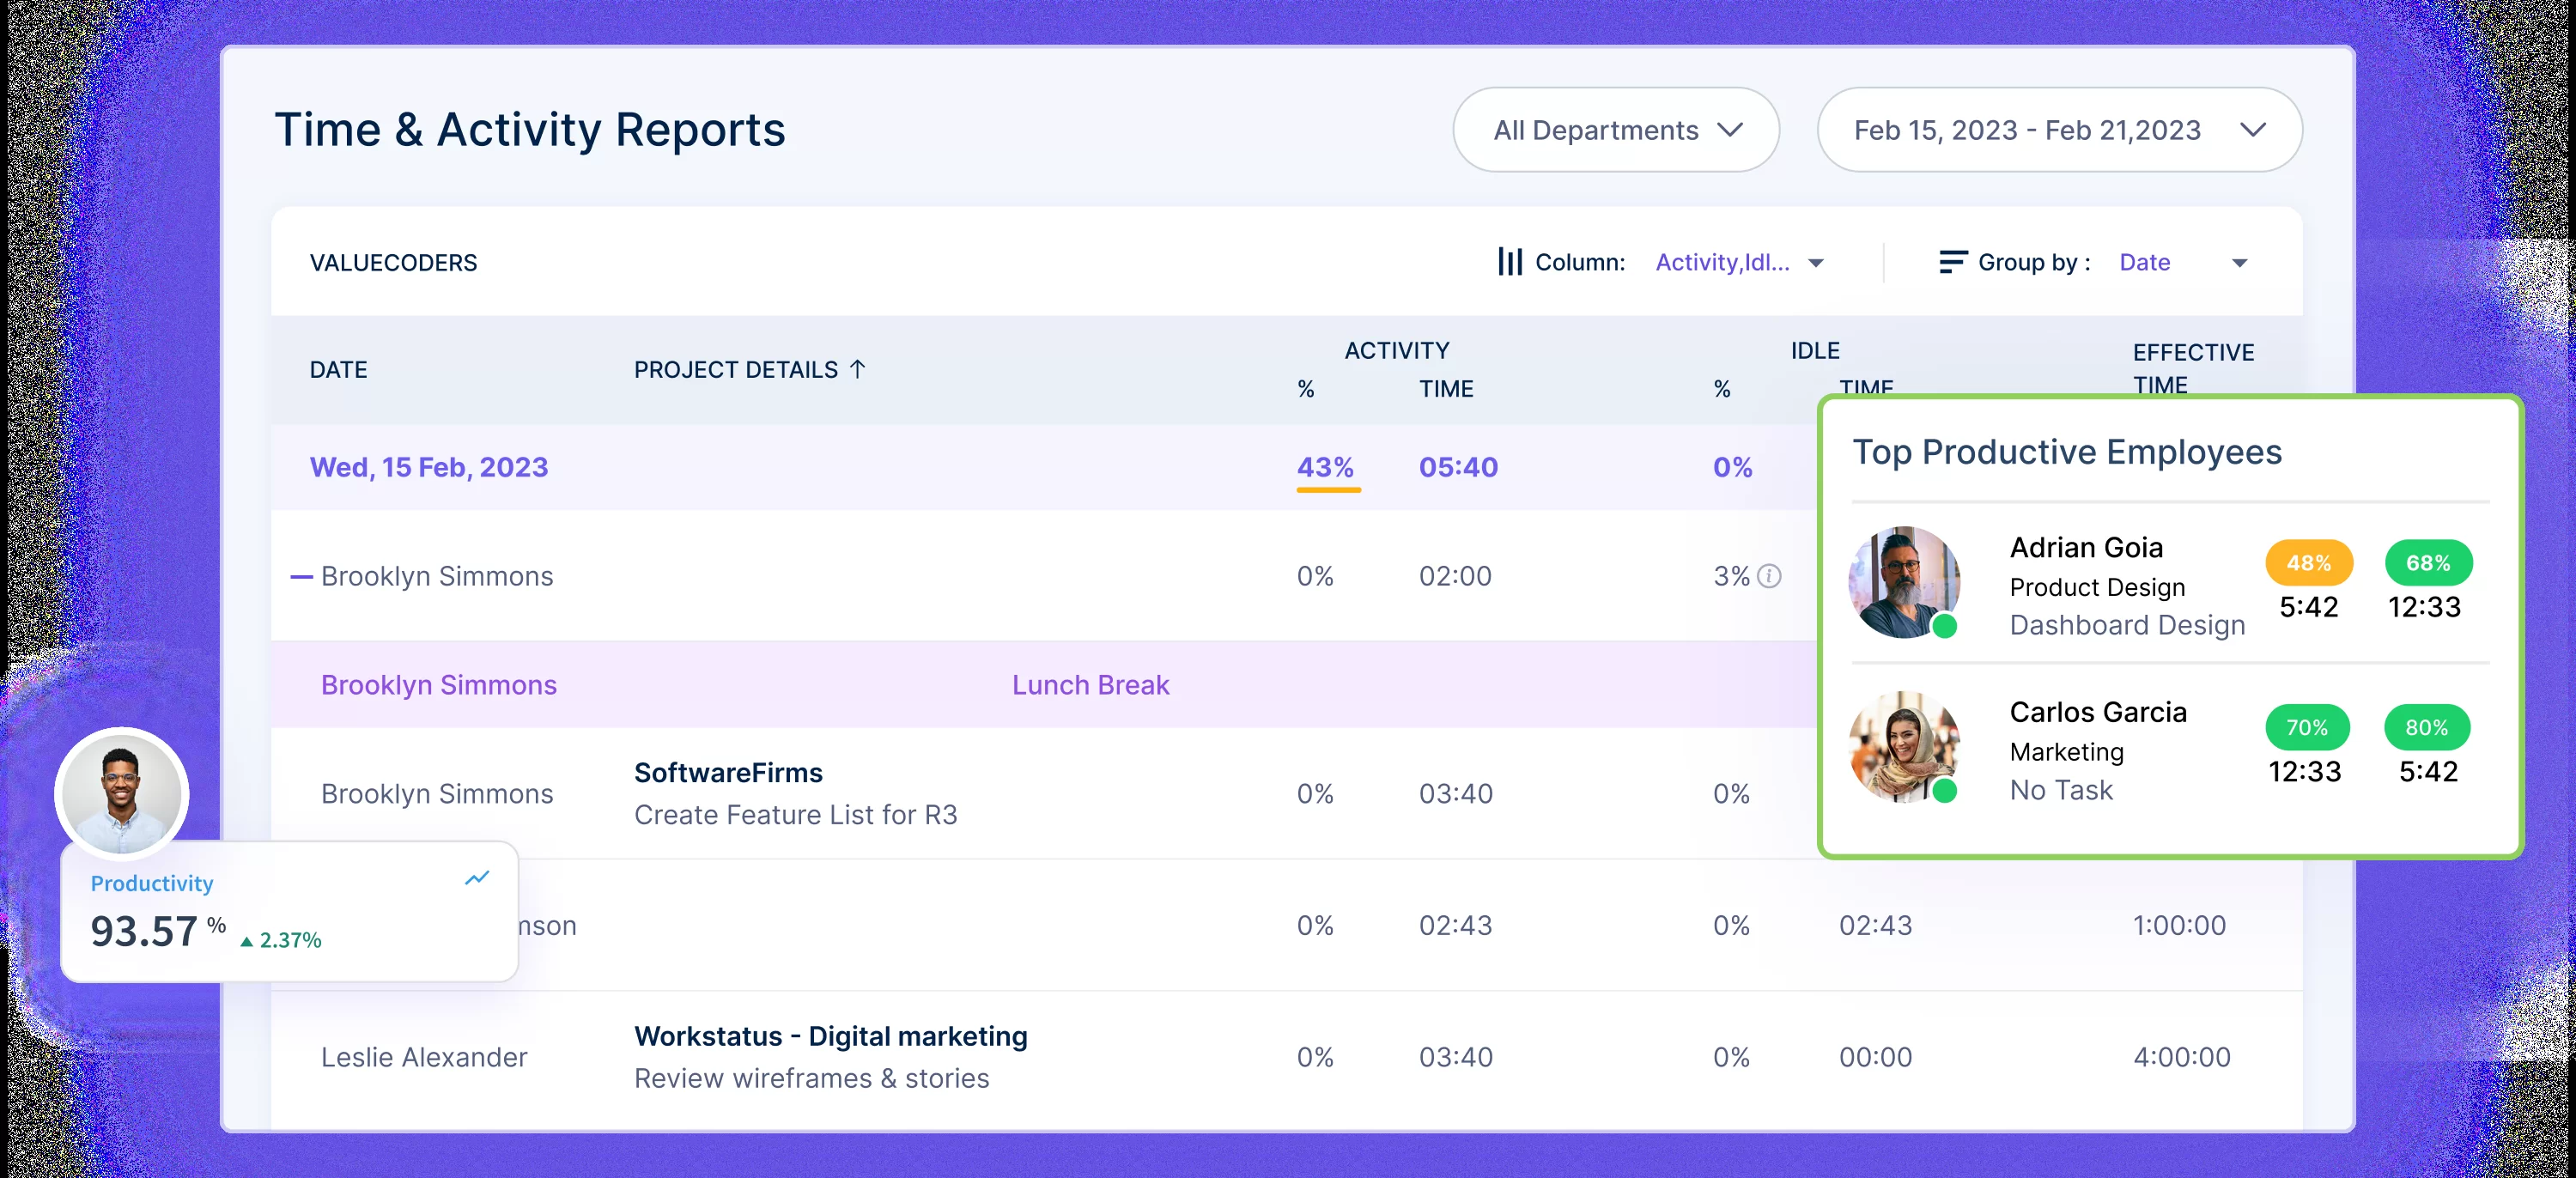 Time & Activity Reports
All Departments
Feb 15, 2023 - Feb 21,2023
VALUECODERS
Column: Activity,Idl...
Group by : Date
DATE
PROJECT DETAILS ↑
ACTIVITY
% TIME
IDLE
% TIME
EFFECTIVE
TIME
Wed, 15 Feb, 2023 43% 05:40 0%
Brooklyn Simmons 0% 02:00 3%
Brooklyn Simmons Lunch Break
Brooklyn Simmons
SoftwareFirms
Create Feature List for R3
0% 03:40 0%
0% 02:43 0% 02:43 1:00:00
Leslie Alexander
Workstatus - Digital marketing
Review wireframes & stories
0% 03:40 0% 00:00 4:00:00
Top Productive Employees
Adrian Goia
Product Design
Dashboard Design
48% 68%
5:42 12:33
Carlos Garcia
Marketing
No Task
70% 80%
12:33 5:42
Productivity
93.57 % ▲ 2.37%